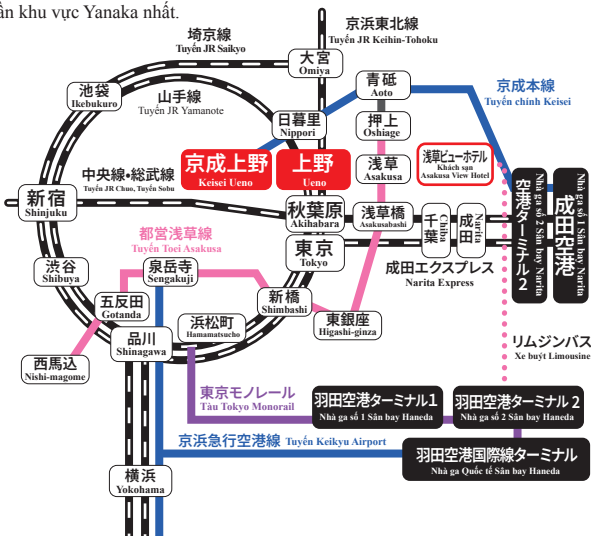 ần khu vực Yanaka nhất.
埼京線
Tuyến JR Saikyo
京浜東北線
Tuyến JR Keihin-Tohoku
大宮
Omiya
池袋
Ikebukuro
山手線
Tuyến JR Yamanote
青砥
Aoto
京成本線
Tuyến chính Keisei
日暮里
Nippori
押上
Oshiage
京成上野
Keisei Ueno
上野
Ueno
浅草
Asakusa
浅草ビューホテル
Khách sạn
Asakusa View Hotel
中央線・総武線
Tuyến JR Chuo, Tuyến Sobu
新宿
Shinjuku
秋葉原
Akihabara
浅草橋
Asakusabashi
千葉
Chiba
成田
Narita
空港ターミナル2
Nhà ga số 2 Sân bay Narita
成田空港
Nhà ga số 1 Sân bay Narita
都営浅草線
Tuyến Toei Asakusa
東京
Tokyo
成田エクスプレス
Narita Express
渋谷
Shibuya
泉岳寺
Sengakuji
五反田
Gotanda
新橋
Shimbashi
浜松町
Hamamatsucho
東銀座
Higashi-ginza
品川
Shinagawa
リムジンバス
Xe buýt Limousine
西馬込
Nishi-magome
東京モノレール
Tàu Tokyo Monorail
羽田空港ターミナル1
Nhà ga số 1 Sân bay Haneda
羽田空港ターミナル2
Nhà ga số 2 Sân bay Haneda
京浜急行空港線 Tuyến Keikyu Airport
羽田空港国際線ターミナル
Nhà ga Quốc tế Sân bay Haneda
横浜
Yokohama